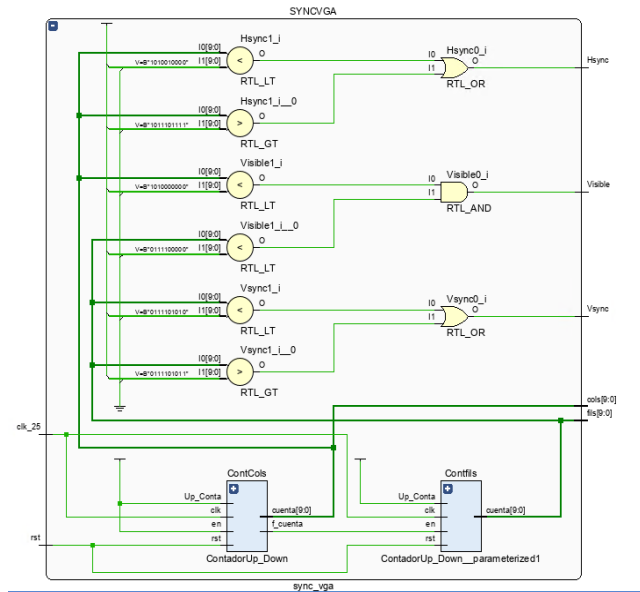 SYNCVGA
Hsync1_i
I0[9:0]
V=B"1010010000" I1[9:0]
<
O
RTL_LT
Hsync0_i
I0
I1
O
RTL_OR
Hsync
Hsync1_i__0
I0[9:0]
V=B"1011101111" I1[9:0]
>
O
RTL_GT
Visible1_i
I0[9:0]
V=B"1010000000" I1[9:0]
<
O
RTL_LT
Visible0_i
I0
I1
O
RTL_AND
Visible
Visible1_i__0
I0[9:0]
V=B"0111100000" I1[9:0]
<
O
RTL_LT
Vsync1_i
I0[9:0]
V=B"0111101010" I1[9:0]
<
O
RTL_LT
Vsync0_i
I0
I1
O
RTL_OR
Vsync
Vsync1_i__0
I0[9:0]
V=B"0111101011" I1[9:0]
>
O
RTL_GT
cols[9:0]
fils[9:0]
clk_25
rst
ContCols
Up_Conta
clk
en
rst
cuenta[9:0]
f_cuenta
ContadorUp_Down
Contfils
Up_Conta
clk
en
rst
cuenta[9:0]
ContadorUp_Down__parameterized1
sync_vga